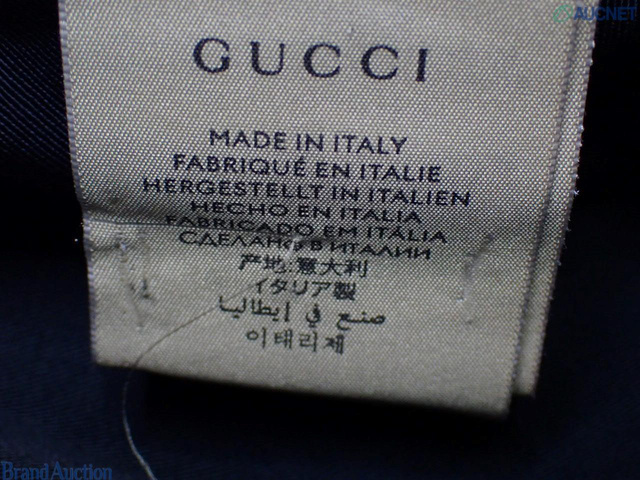 AUCNET
GUCCI
MADE IN ITALY
FABRIQUÉ EN ITALIE
HERGESTELLT IN ITALIEN
HECHO EN ITALIA
FABRICADO EM ITÁLIA
СДЕЛАНО В ИТАЛИИ
产地:意大利
イタリア製
صنع في إيطاليا
이태리제
Brand Auction